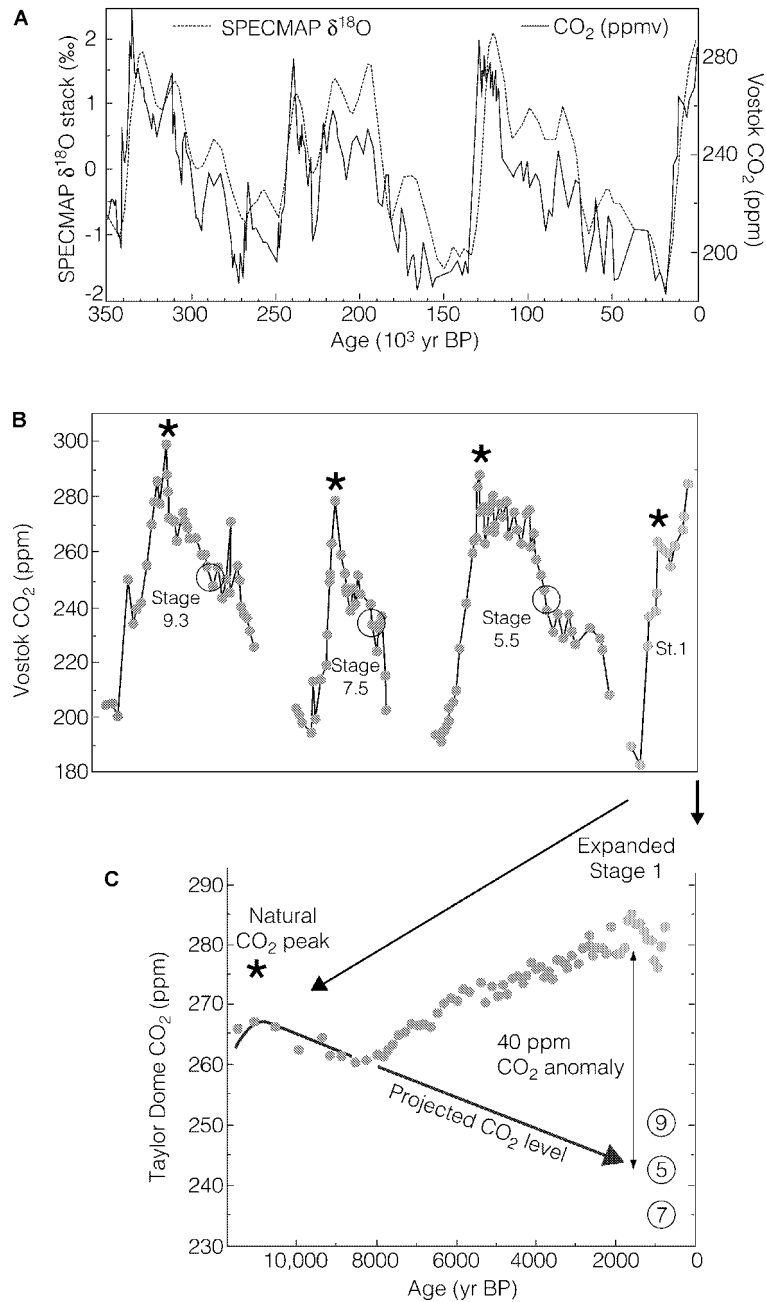 A
SPECMAP δ¹⁸O
CO₂ (ppmv)
2
1
0
-1
-2
SPECMAP δ¹⁸O stack (‰)
280
240
200
Vostok CO₂ (ppm)
350
300
250
200
150
100
50
0
Age (10³ yr BP)
B
300
280
260
240
220
200
180
Vostok CO₂ (ppm)
*
*
*
*
Stage
9.3
Stage
7.5
Stage
5.5
St.1
C
Expanded
Stage 1
290
280
270
260
250
240
230
Taylor Dome CO₂ (ppm)
Natural
CO₂ peak
*
40 ppm
CO₂ anomaly
Projected CO₂ level
9
5
7
10,000
8000
6000
4000
2000
0
Age (yr BP)